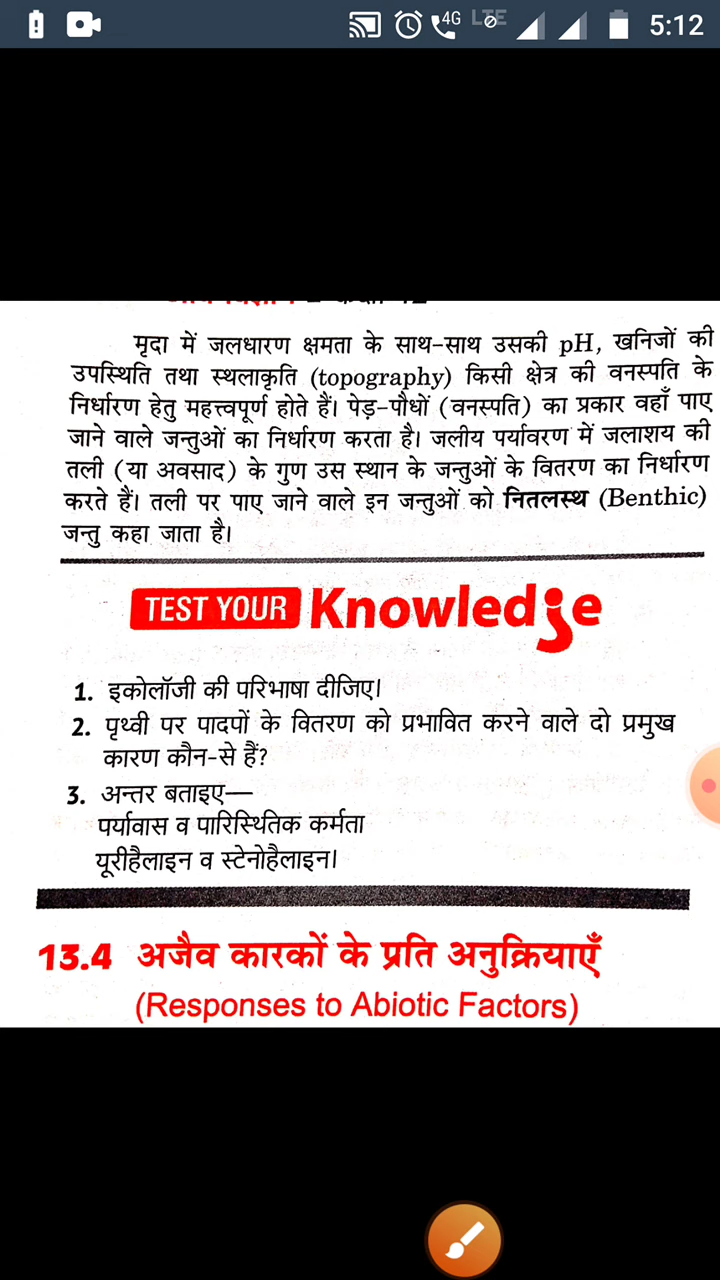 4G LTE 5:12
मृदा में जलधारण क्षमता के साथ-साथ उसकी pH, खनिजों की
उपस्थिति तथा स्थलाकृति (topography) किसी क्षेत्र की वनस्पति के
निर्धारण हेतु महत्त्वपूर्ण होते हैं। पेड़-पौधों (वनस्पति) का प्रकार वहाँ पाए
जाने वाले जन्तुओं का निर्धारण करता है। जलीय पर्यावरण में जलाशय की
तली (या अवसाद) के गुण उस स्थान के जन्तुओं के वितरण का निर्धारण
करते हैं। तली पर पाए जाने वाले इन जन्तुओं को नितलस्थ (Benthic)
जन्तु कहा जाता है।
TEST YOUR Knowledge
1. इकोलॉजी की परिभाषा दीजिए।
2. पृथ्वी पर पादपों के वितरण को प्रभावित करने वाले दो प्रमुख
कारण कौन-से हैं?
3. अन्तर बताइए—
पर्यावास व पारिस्थितिक कर्मता
यूरीहैलाइन व स्टेनोहैलाइन।
13.4 अजैव कारकों के प्रति अनुक्रियाएँ
(Responses to Abiotic Factors)